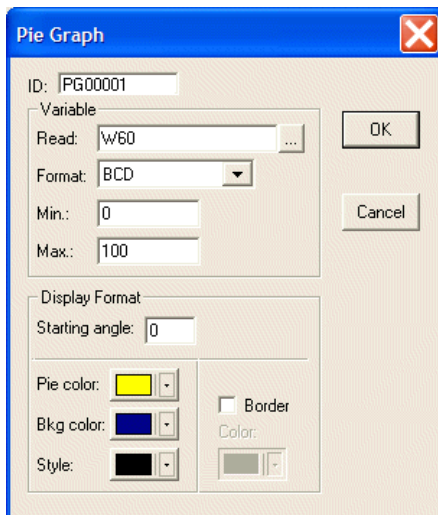 Pie Graph
ID: PG00001
Variable
Read: W60 ...
OK
Format: BCD
Min.: 0
Cancel
Max.: 100
Display Format
Starting angle: 0
Pie color:
Border
Bkg color:
Color:
Style: